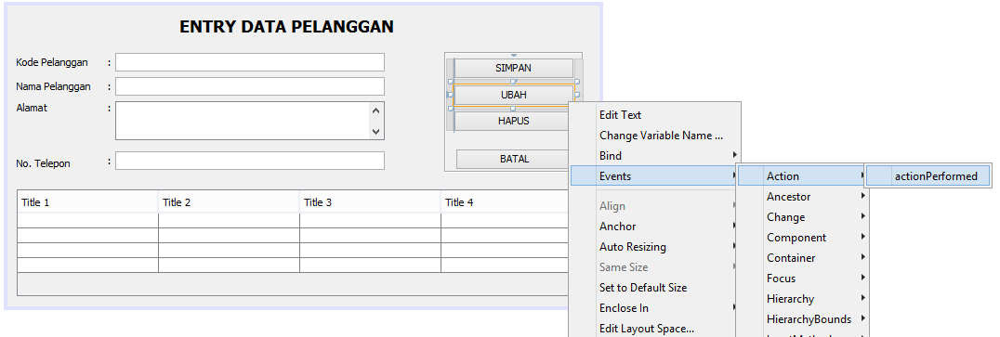 ENTRY DATA PELANGGAN
Kode Pelanggan :
Nama Pelanggan :
Alamat :
No. Telepon :
SIMPAN
UBAH
HAPUS
BATAL
Title 1 Title 2 Title 3 Title 4
Edit Text
Change Variable Name ...
Bind
Events
Align
Anchor
Auto Resizing
Same Size
Set to Default Size
Enclose In
Edit Layout Space...
Action
Ancestor
Change
Component
Container
Focus
Hierarchy
HierarchyBounds
actionPerformed